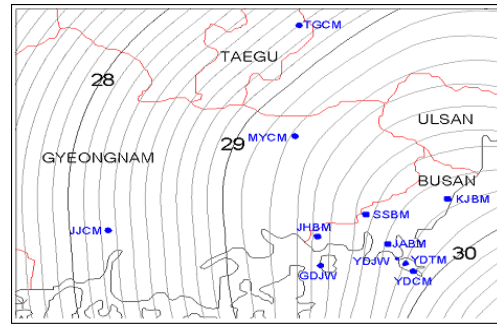 TGCM
TAEGU
28
ULSAN
MYCM
29
GYEONGNAM
BUSAN
KJBM
SSBM
JJCM
JHBM
JABM
30
YDJW
YDTM
GDJW
YDCM